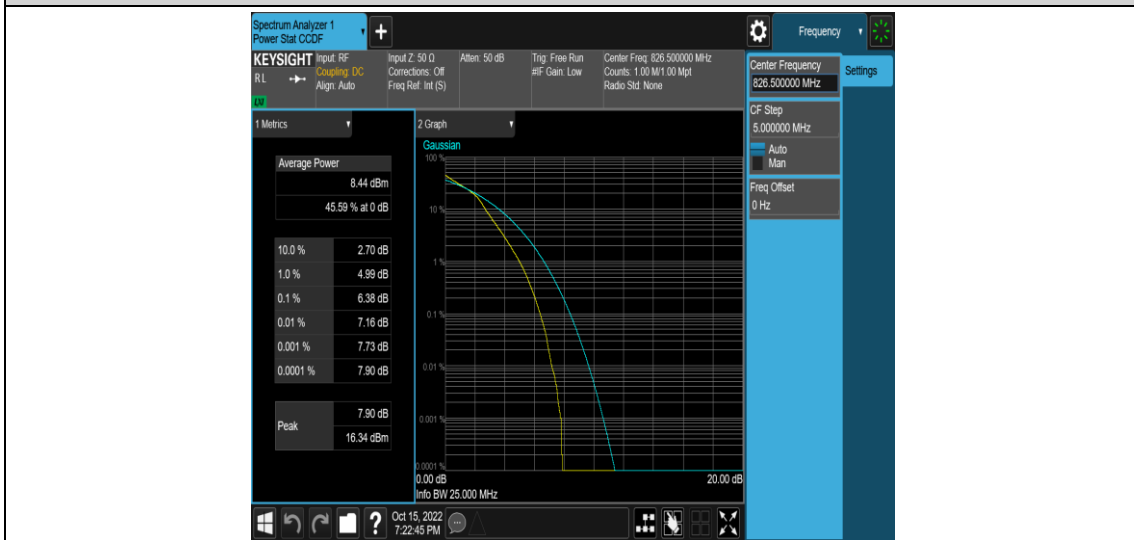 Spectrum Analyzer 1
Power Stat CCDF
+
Frequency
KEYSIGHT
RL
LXI
Input: RF
Coupling: DC
Align: Auto
Input Z: 50 Ω
Corrections: Off
Freq Ref: Int (S)
Atten: 50 dB
Trig: Free Run
#IF Gain: Low
Center Freq: 826.500000 MHz
Counts: 1.00 M/1.00 Mpt
Radio Std: None
Center Frequency
826.500000 MHz
Settings
CF Step
5.000000 MHz
Auto
Man
Freq Offset
0 Hz
1 Metrics
Average Power
8.44 dBm
45.59 % at 0 dB
10.0 % 2.70 dB
1.0 % 4.99 dB
0.1 % 6.38 dB
0.01 % 7.16 dB
0.001 % 7.73 dB
0.0001 % 7.90 dB
Peak
7.90 dB
16.34 dBm
2 Graph
Gaussian
100 %
10 %
1 %
0.1 %
0.01 %
0.001 %
0.0001 %
0.00 dB 20.00 dB
Info BW 25.000 MHz
?
Oct 15, 2022
7:22:45 PM